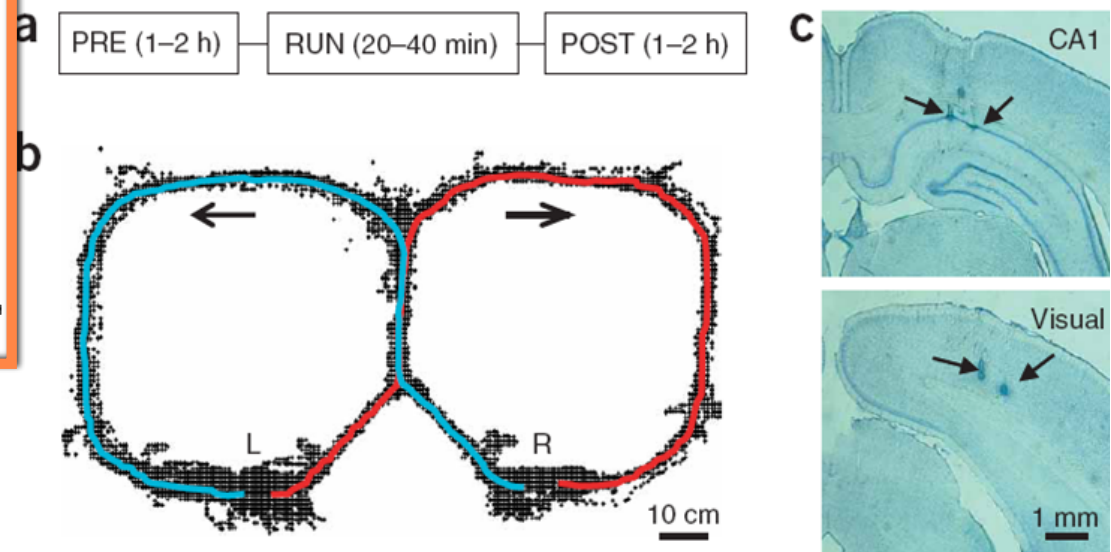 a
PRE (1–2 h)
RUN (20–40 min)
POST (1–2 h)
b
L
R
10 cm
c
CA1
Visual
1 mm